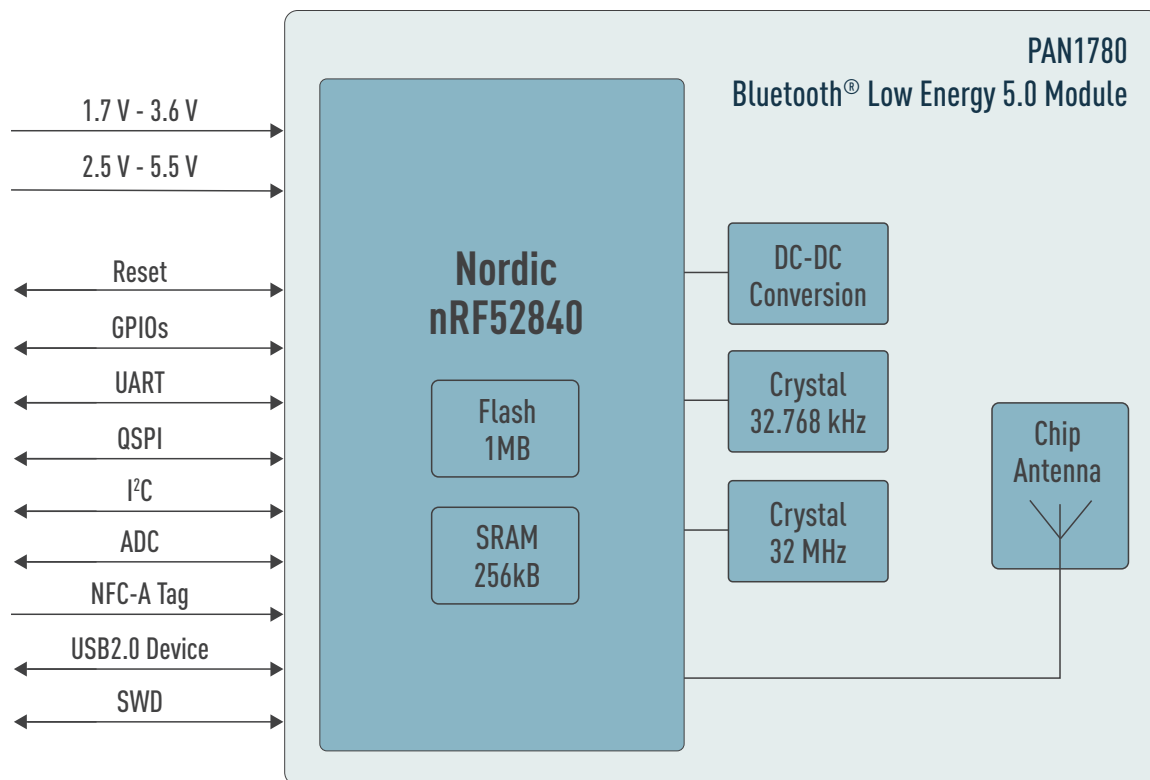 PAN1780
Bluetooth® Low Energy 5.0 Module
1.7 V - 3.6 V
2.5 V - 5.5 V
Reset
GPIOs
UART
QSPI
I²C
ADC
NFC-A Tag
USB2.0 Device
SWD
Nordic
nRF52840
Flash
1MB
SRAM
256kB
DC-DC
Conversion
Crystal
32.768 kHz
Crystal
32 MHz
Chip
Antenna